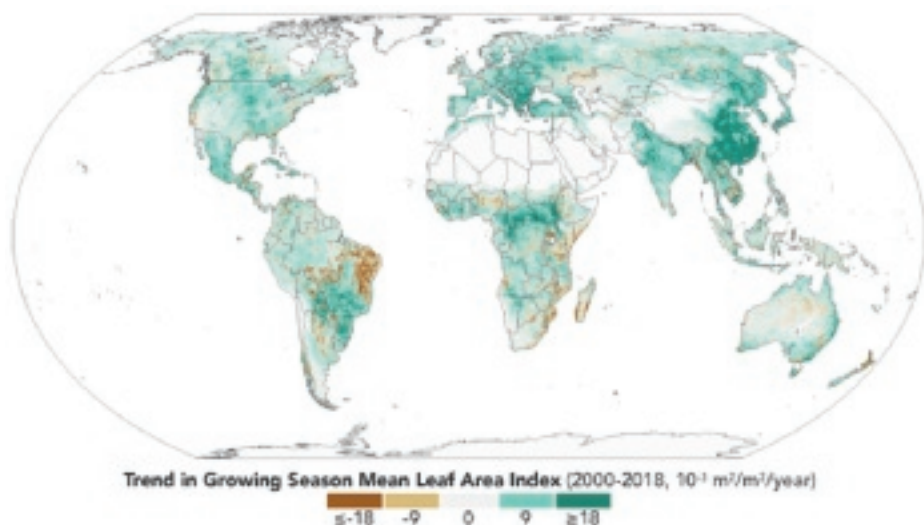 Trend in Growing Season Mean Leaf Area Index (2000-2018, 10⁻³ m²/m²/year)
≤-18 -9 0 9 ≥18